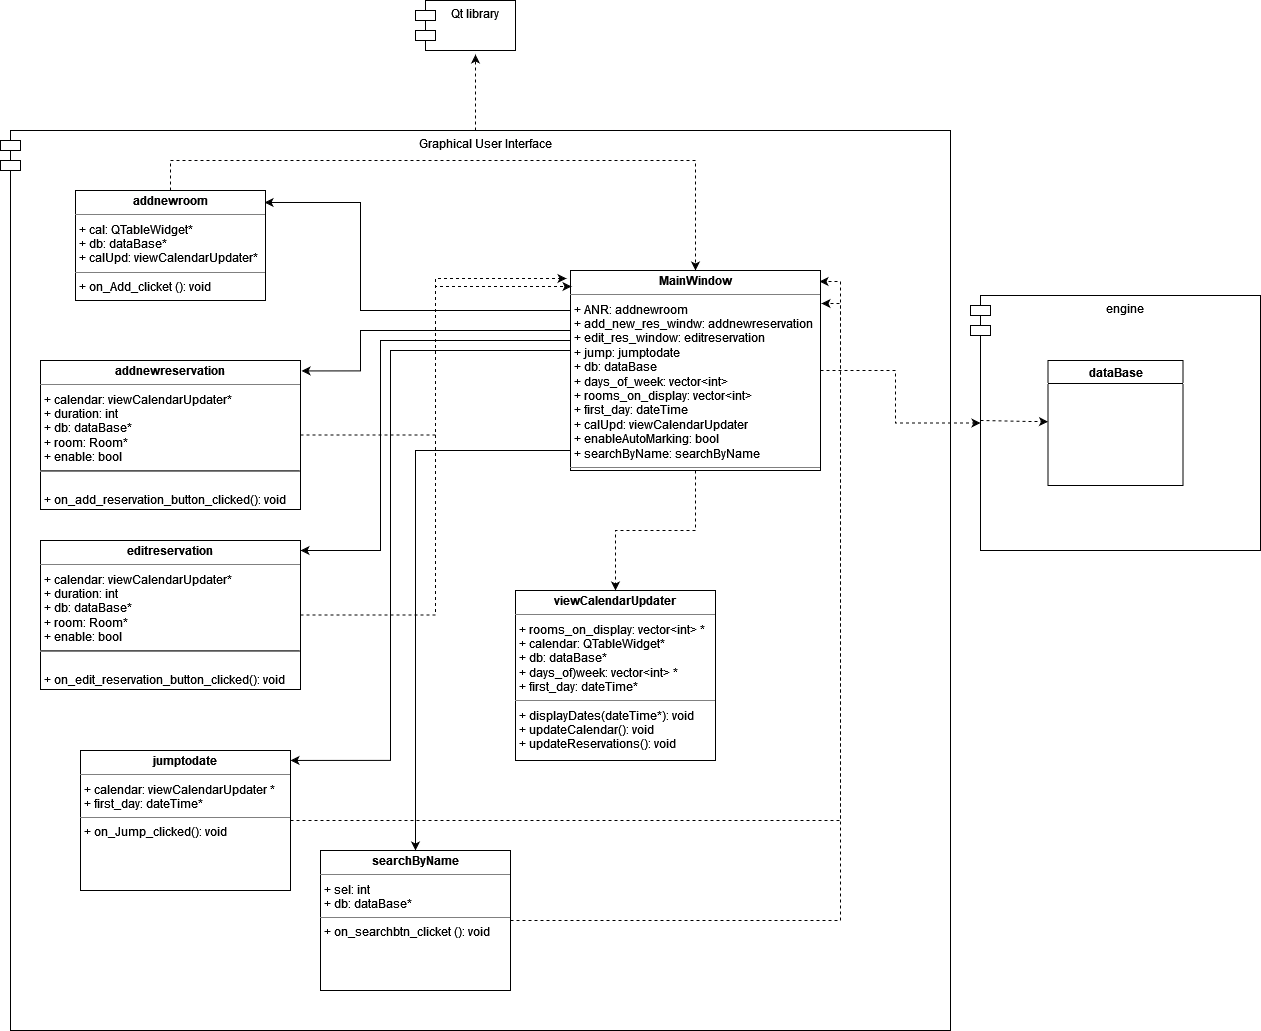 Qt library
Graphical User Interface
addnewroom
+ cal: QTableWidget*
+ db: dataBase*
+ calUpd: viewCalendarUpdater*
+ on_Add_clicket (): void
MainWindow
+ ANR: addnewroom
+ add_new_res_windw: addnewreservation
+ edit_res_window: editreservation
+ jump: jumptodate
+ db: dataBase
+ days_of_week: vector<int>
+ rooms_on_display: vector<int>
+ first_day: dateTime
+ calUpd: viewCalendarUpdater
+ enableAutoMarking: bool
+ searchByName: searchByName
engine
dataBase
addnewreservation
+ calendar: viewCalendarUpdater*
+ duration: int
+ db: dataBase*
+ room: Room*
+ enable: bool
+ on_add_reservation_button_clicked(): void
editreservation
+ calendar: viewCalendarUpdater*
+ duration: int
+ db: dataBase*
+ room: Room*
+ enable: bool
+ on_edit_reservation_button_clicked(): void
viewCalendarUpdater
+ rooms_on_display: vector<int> *
+ calendar: QTableWidget*
+ db: dataBase*
+ days_of)week: vector<int> *
+ first_day: dateTime*
+ displayDates(dateTime*): void
+ updateCalendar(): void
+ updateReservations(): void
jumptodate
+ calendar: viewCalendarUpdater *
+ first_day: dateTime*
+ on_Jump_clicked(): void
searchByName
+ sel: int
+ db: dataBase*
+ on_searchbtn_clicket (): void